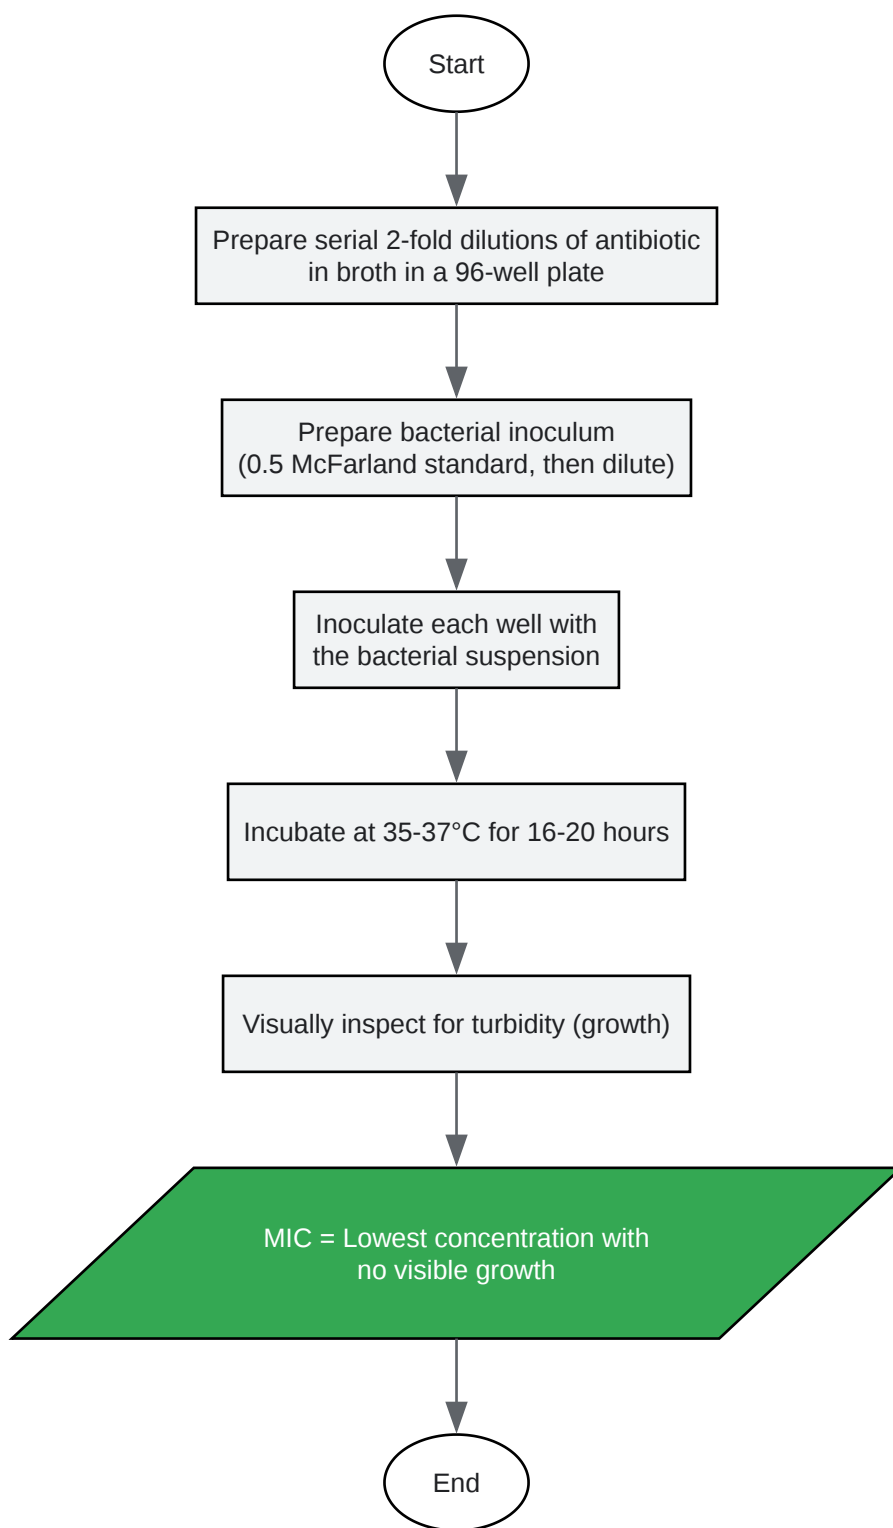 Start
Prepare serial 2-fold dilutions of antibiotic
in broth in a 96-well plate
Prepare bacterial inoculum
(0.5 McFarland standard, then dilute)
Inoculate each well with
the bacterial suspension
Incubate at 35-37°C for 16-20 hours
Visually inspect for turbidity (growth)
MIC = Lowest concentration with
no visible growth
End